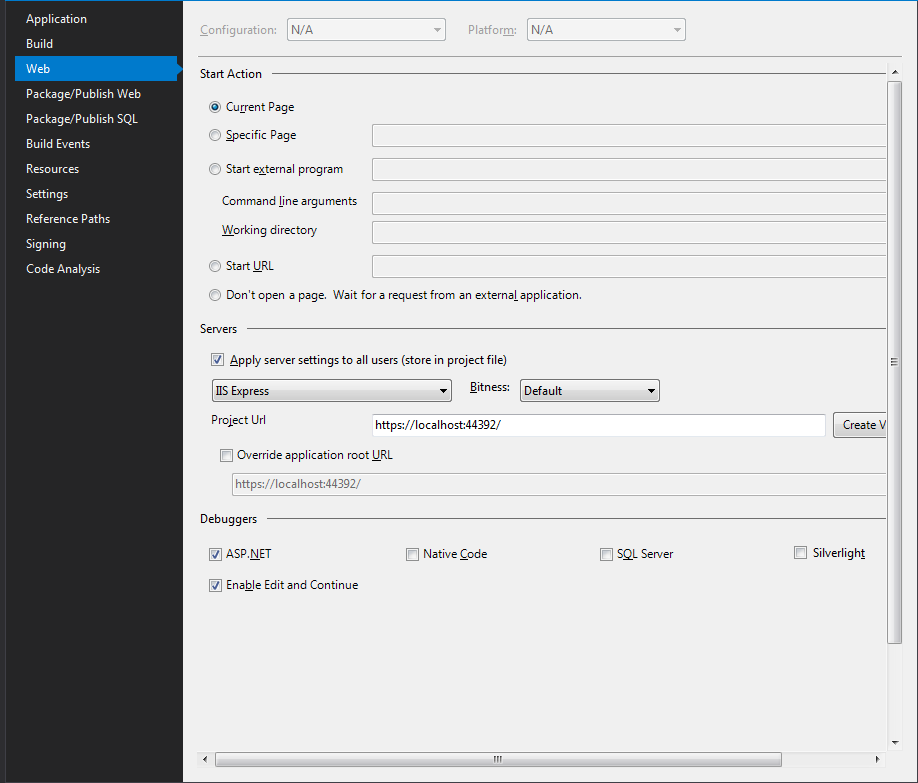 Application
Build
Web
Package/Publish Web
Package/Publish SQL
Build Events
Resources
Settings
Reference Paths
Signing
Code Analysis
Configuration: N/A Platform: N/A
Start Action
Current Page
Specific Page
Start external program
Command line arguments
Working directory
Start URL
Don't open a page. Wait for a request from an external application.
Servers
Apply server settings to all users (store in project file)
IIS Express Bitness: Default
Project Url https://localhost:44392/ Create V
Override application root URL
https://localhost:44392/
Debuggers
ASP.NET Native Code SQL Server Silverlight
Enable Edit and Continue